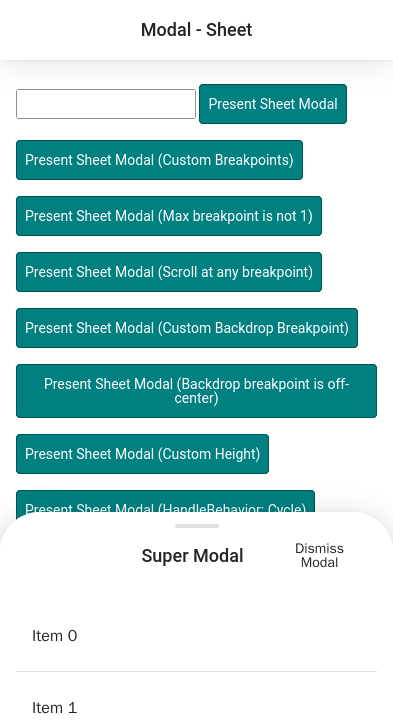 Modal - Sheet
Present Sheet Modal
Present Sheet Modal (Custom Breakpoints)
Present Sheet Modal (Max breakpoint is not 1)
Present Sheet Modal (Scroll at any breakpoint)
Present Sheet Modal (Custom Backdrop Breakpoint)
Present Sheet Modal (Backdrop breakpoint is off-
center)
Present Sheet Modal (Custom Height)
Present Sheet Modal (HandleBehavior: Cycle)
Super Modal
Dismiss
Modal
Item 0
Item 1